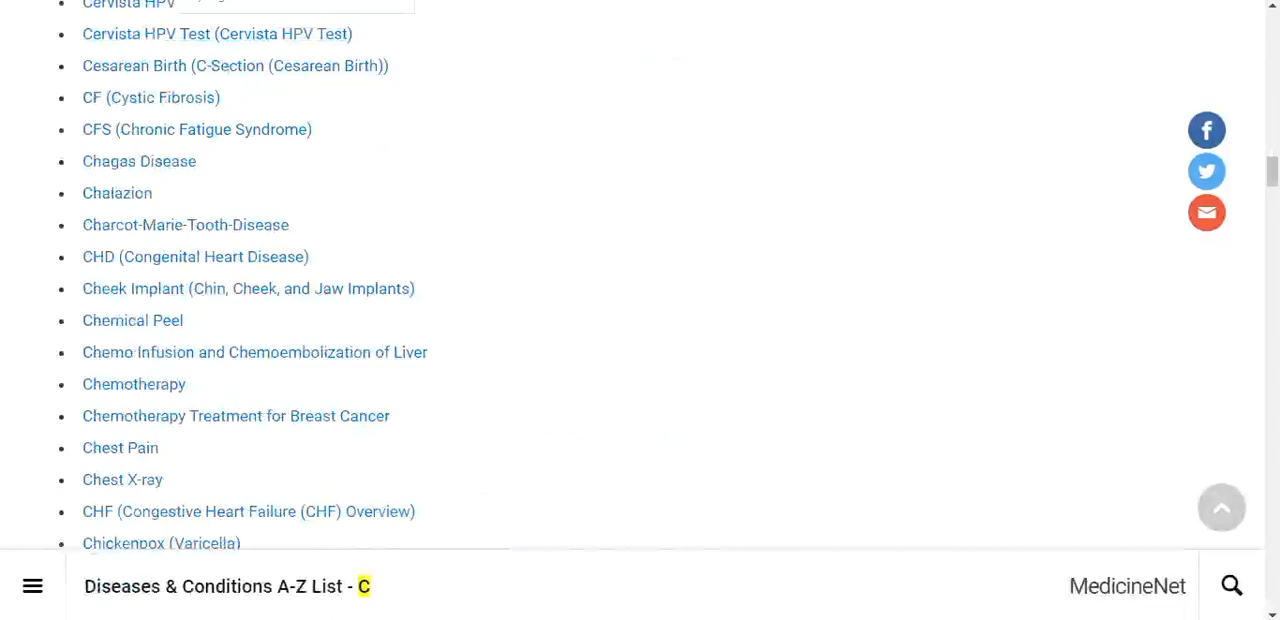 Cervista HPV
Cervista HPV Test (Cervista HPV Test)
Cesarean Birth (C-Section (Cesarean Birth))
CF (Cystic Fibrosis)
CFS (Chronic Fatigue Syndrome)
Chagas Disease
Chalazion
Charcot-Marie-Tooth-Disease
CHD (Congenital Heart Disease)
Cheek Implant (Chin, Cheek, and Jaw Implants)
Chemical Peel
Chemo Infusion and Chemoembolization of Liver
Chemotherapy
Chemotherapy Treatment for Breast Cancer
Chest Pain
Chest X-ray
CHF (Congestive Heart Failure (CHF) Overview)
Chickenpox (Varicella)
Diseases & Conditions A-Z List - C
MedicineNet